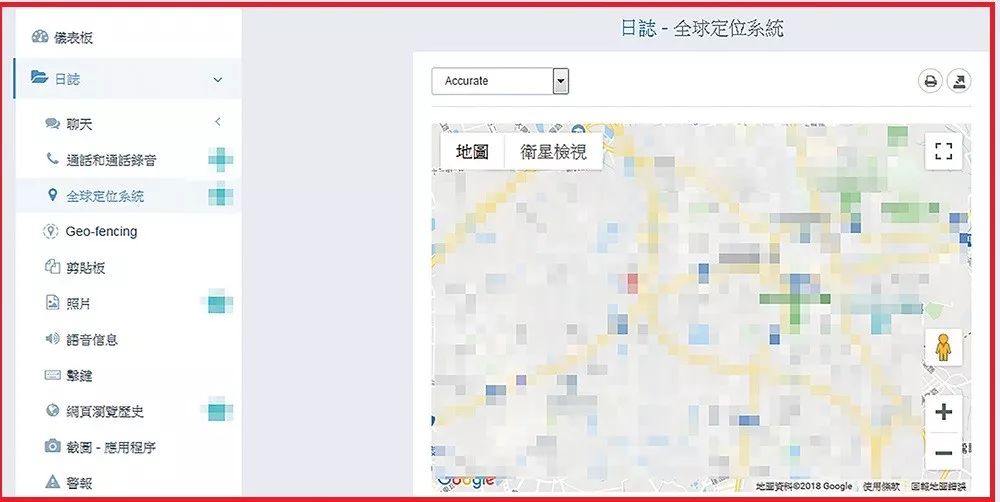 儀表板
日誌
聊天
通話和通話錄音
全球定位系統
Geo-fencing
剪貼板
照片
語音信息
擊鍵
網頁瀏覽歷史
截圖 - 應用程序
警報
日誌 - 全球定位系統
Accurate
地圖
衛星檢視
Google
地圖資料©2018 Google
使用條款
回報地圖錯誤